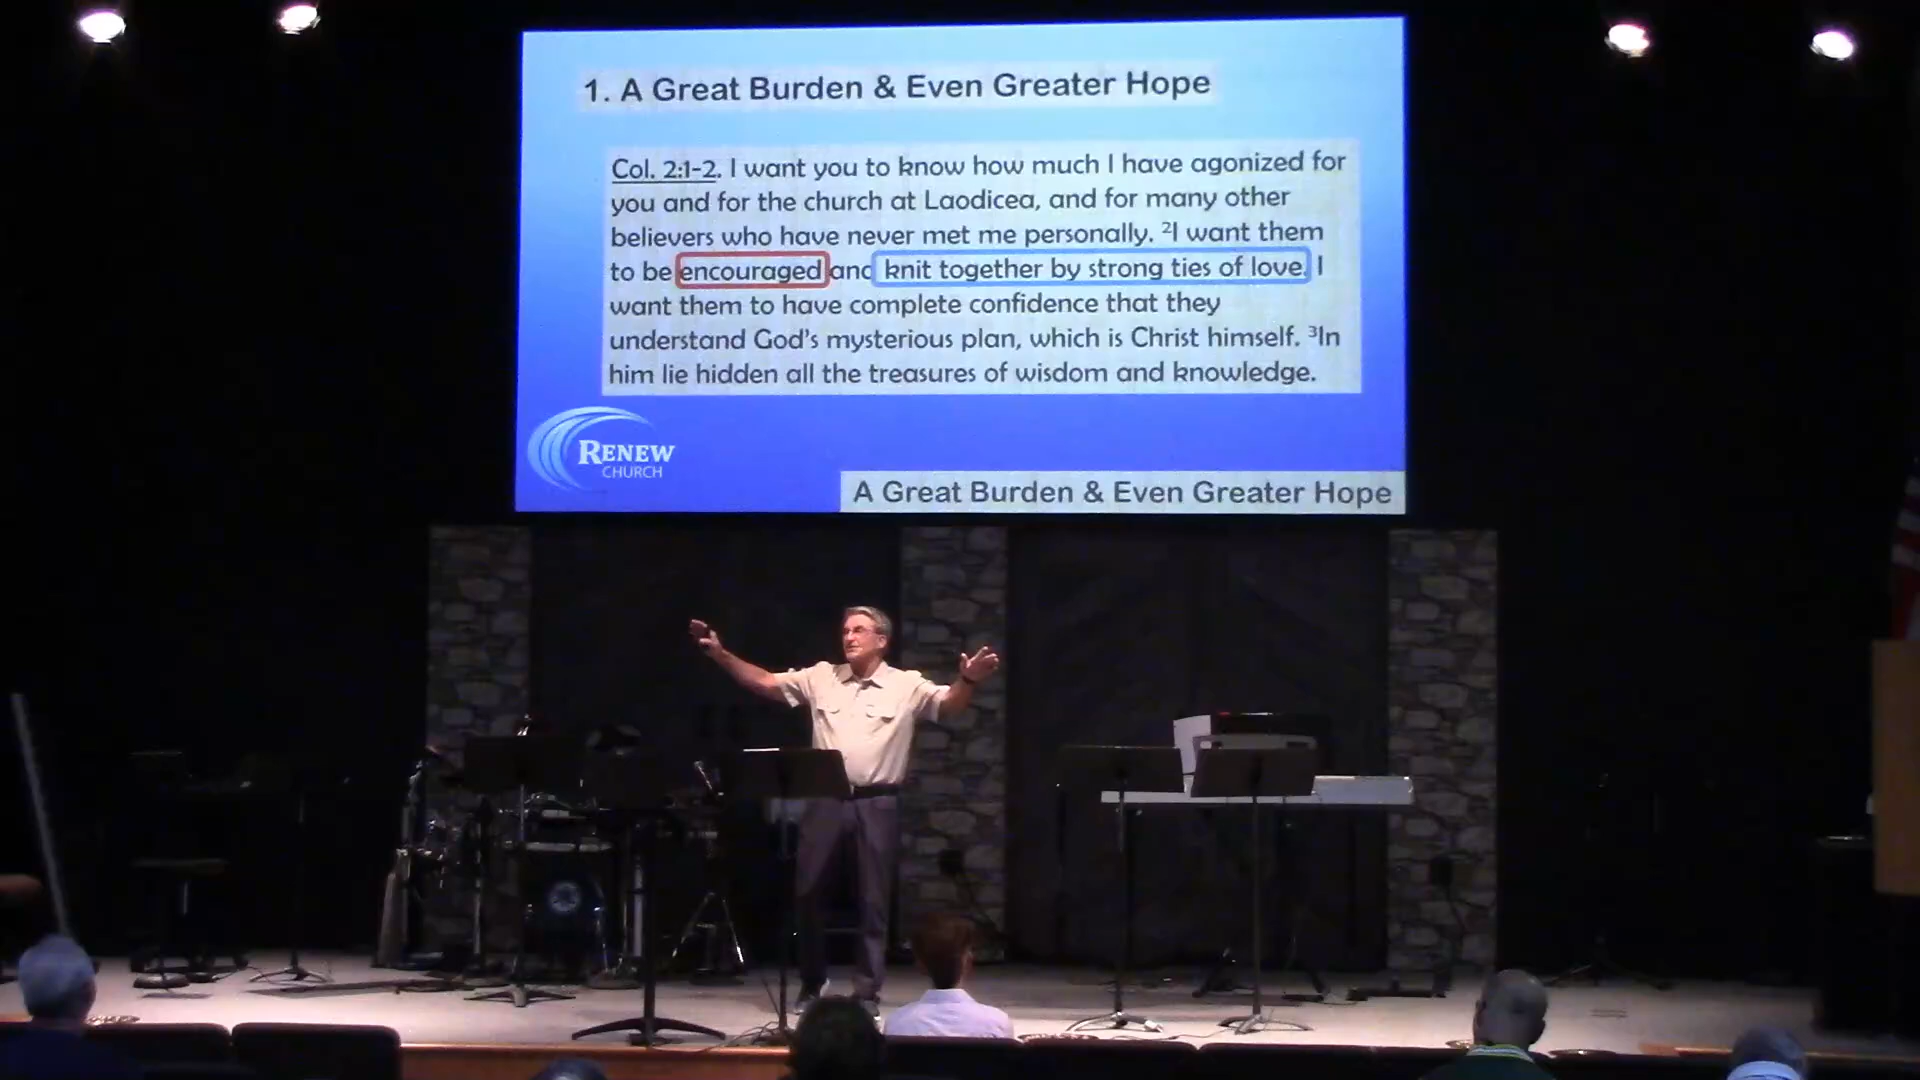 1. A Great Burden & Even Greater Hope
Col. 2:1-2. I want you to know how much I have agonized for
you and for the church at Laodicea, and for many other
believers who have never met me personally. ²I want them
to be encouraged and knit together by strong ties of love. I
want them to have complete confidence that they
understand God's mysterious plan, which is Christ himself. ³In
him lie hidden all the treasures of wisdom and knowledge.
RENEW
CHURCH
A Great Burden & Even Greater Hope